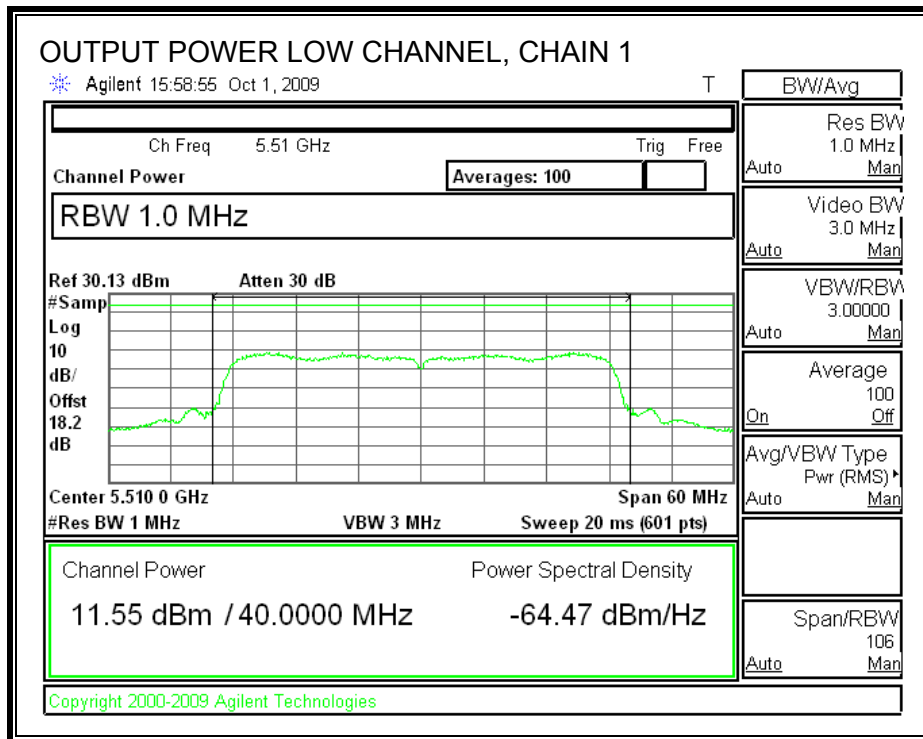 OUTPUT POWER LOW CHANNEL, CHAIN 1
Agilent 15:58:55 Oct 1, 2009 T
Ch Freq 5.51 GHz Trig Free
Channel Power Averages: 100
RBW 1.0 MHz
Ref 30.13 dBm Atten 30 dB
#Samp
Log
10
dB/
Offst
18.2
dB
Center 5.510 0 GHz Span 60 MHz
#Res BW 1 MHz VBW 3 MHz Sweep 20 ms (601 pts)
Channel Power Power Spectral Density
11.55 dBm / 40.0000 MHz -64.47 dBm/Hz
Copyright 2000-2009 Agilent Technologies
BW/Avg
Res BW
1.0 MHz
Auto Man
Video BW
3.0 MHz
Auto Man
VBW/RBW
3.00000
Auto Man
Average
100
On Off
Avg/VBW Type
Pwr (RMS)
Auto Man
Span/RBW
106
Auto Man